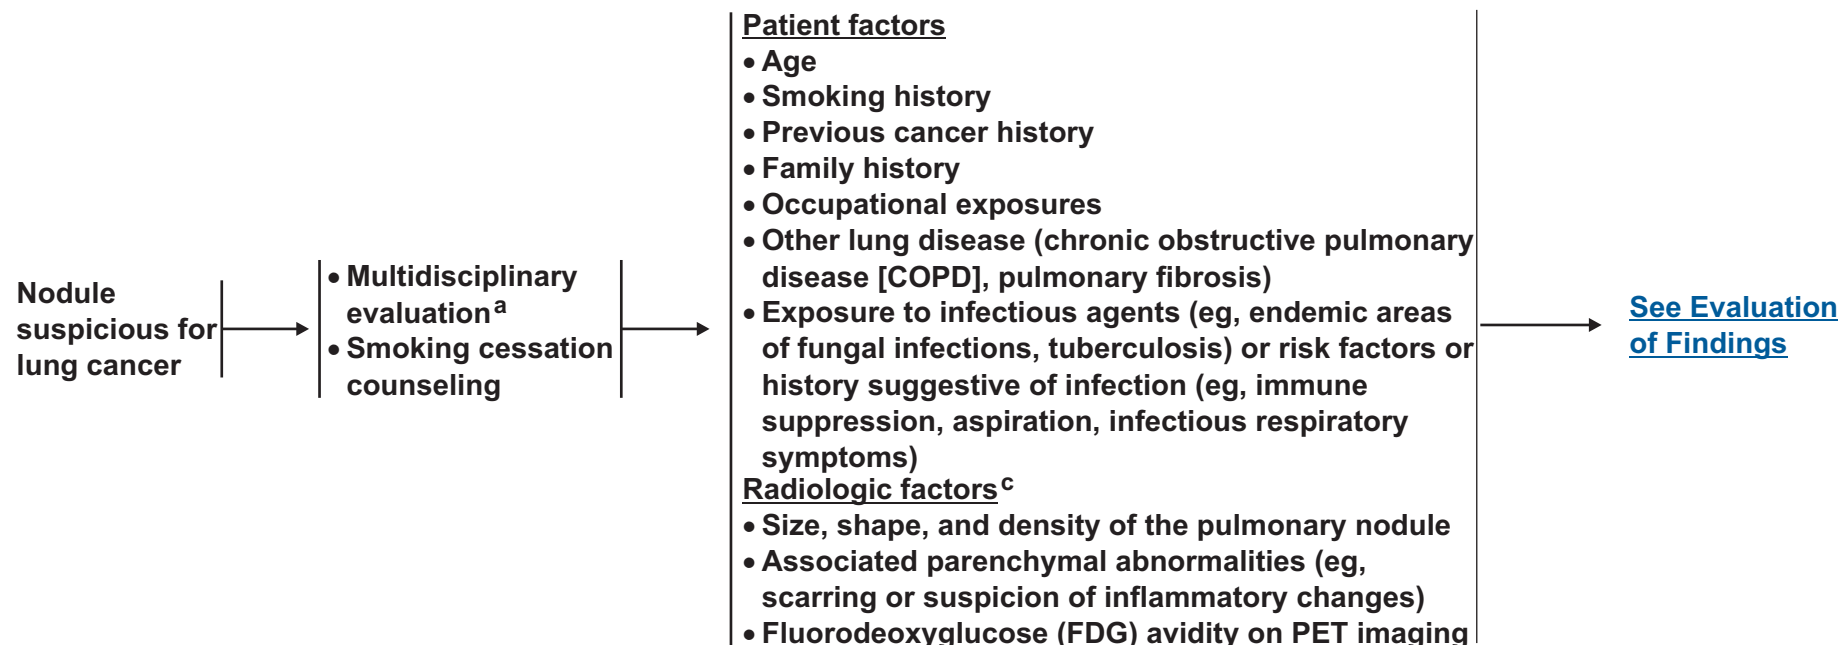 Nodule
suspicious for
lung cancer
• Multidisciplinary
evaluation a
• Smoking cessation
counseling
Patient factors
• Age
• Smoking history
• Previous cancer history
• Family history
• Occupational exposures
• Other lung disease (chronic obstructive pulmonary
disease [COPD], pulmonary fibrosis)
• Exposure to infectious agents (eg, endemic areas
of fungal infections, tuberculosis) or risk factors or
history suggestive of infection (eg, immune
suppression, aspiration, infectious respiratory
symptoms)
Radiologic factors c
• Size, shape, and density of the pulmonary nodule
• Associated parenchymal abnormalities (eg,
scarring or suspicion of inflammatory changes)
• Fluorodeoxyglucose (FDG) avidity on PET imaging
See Evaluation
of Findings